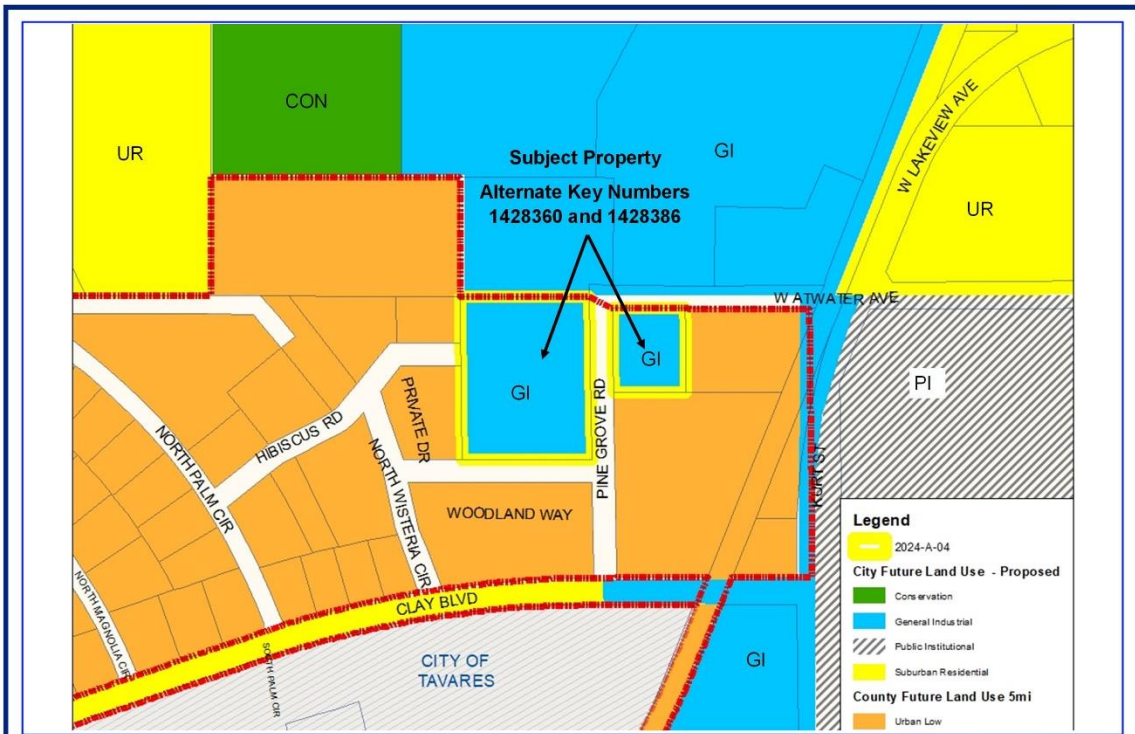 CON
UR
GI
W LAKEVIEW AVE
Subject Property
Alternate Key Numbers
1428360 and 1428386
UR
W ATWATER AVE
GI
GI
PI
PRIVATE DR
HIBISCUS RD
NORTH PALM CIR
NORTH WISTERIA CIR
PINE GROVE RD
KURT ST
WOODLAND WAY
NORTH MAGNOLIA CIR
CLAY BLVD
SOUTH PALM CIR
CITY OF
TAVARES
GI
Legend
2024-A-04
City Future Land Use - Proposed
Conservation
General Industrial
Public Institutional
Suburban Residential
County Future Land Use 5mi
Urban Low